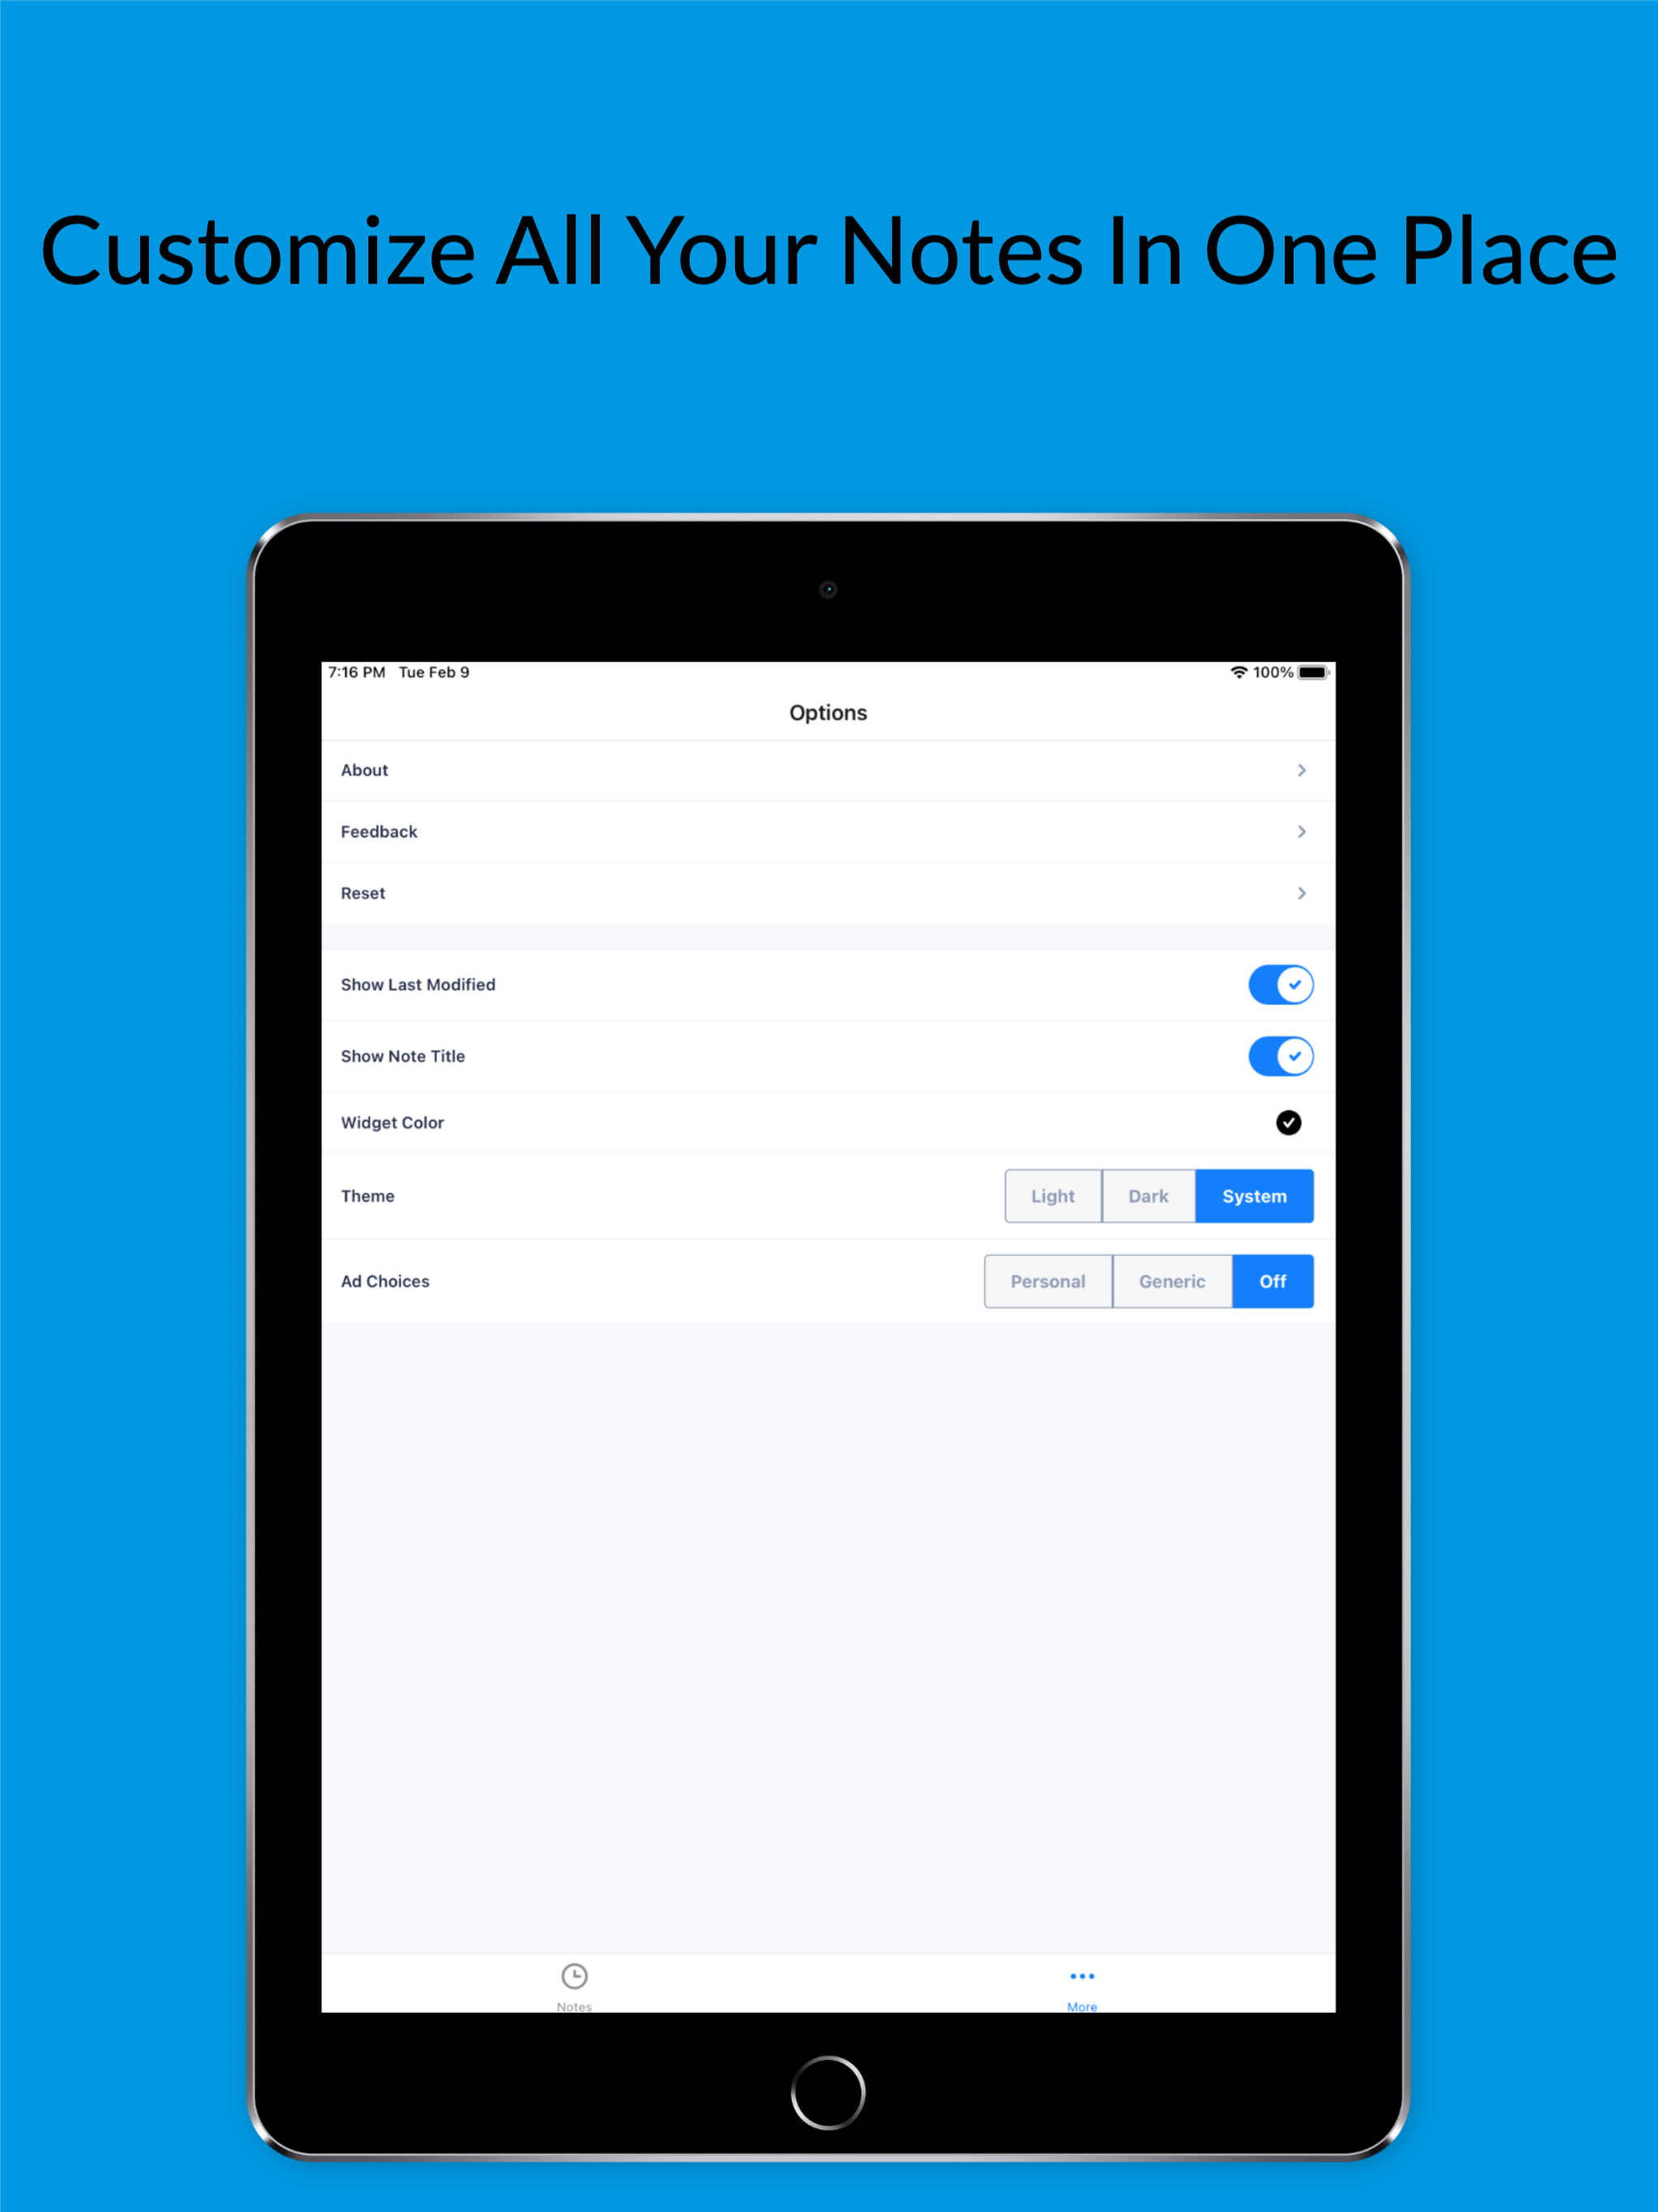 Customize All Your Notes In One Place
7:16 PM Tue Feb 9 100%
Options
About
Feedback
Reset
Show Last Modified
Show Note Title
Widget Color
Theme Light Dark System
Ad Choices Personal Generic Off
Notes More